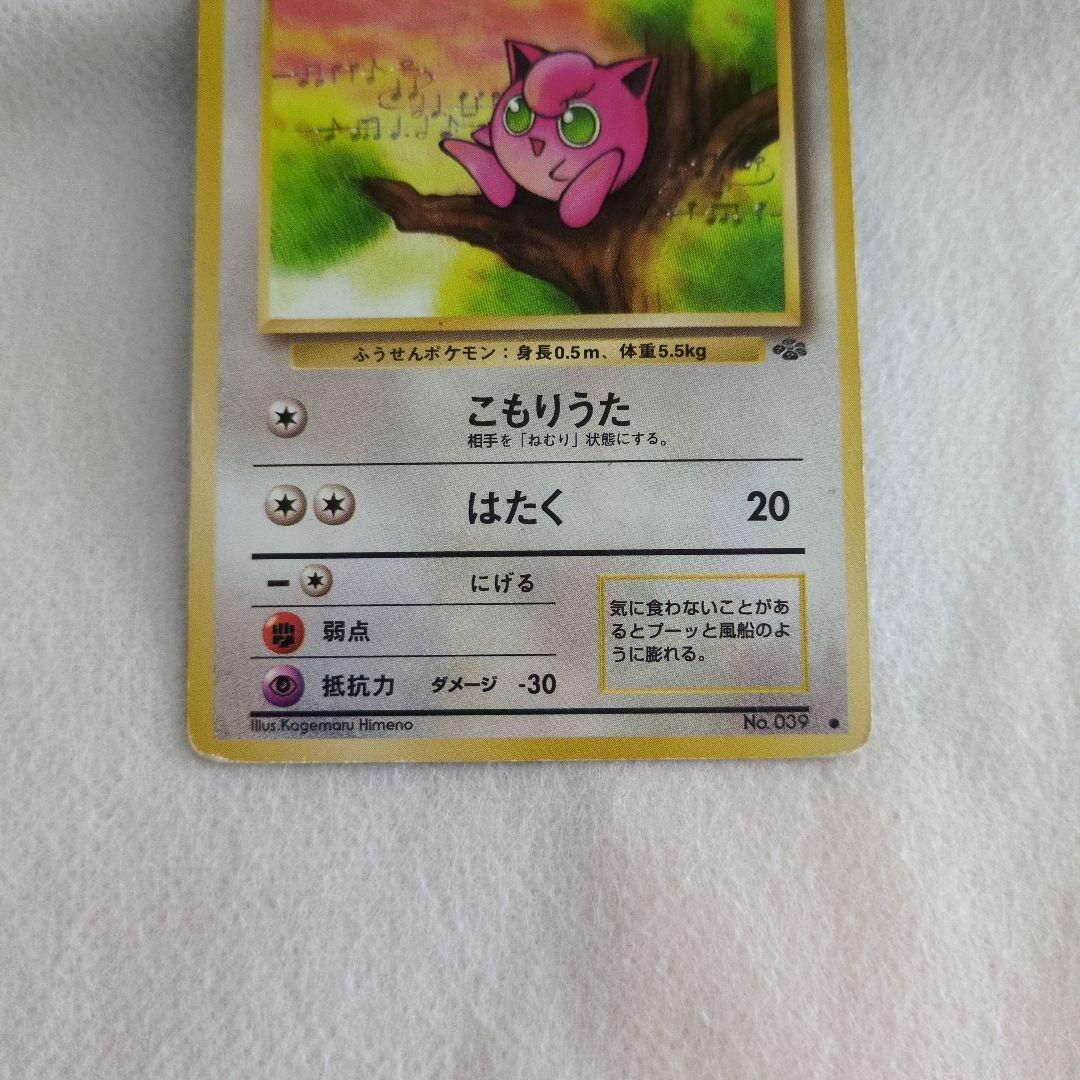 ふうせんポケモン：身長0.5m、体重5.5kg
こもりうた
相手を「ねむり」状態にする。
はたく 20
− にげる
弱点
抵抗力 ダメージ -30
気に食わないことがあ
るとプーッと風船のよ
うに膨れる。
Illus.Kagemaru Himeno
No. 039 ●